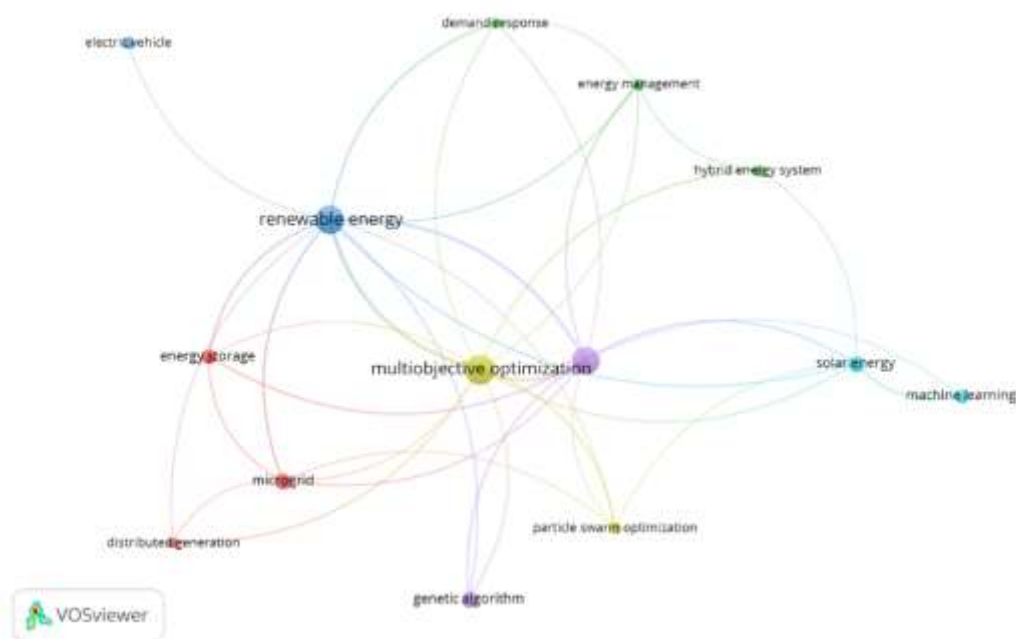 demand response
electric vehicle
energy management
hybrid energy system
renewable energy
energy storage
multiobjective optimization
solar energy
machine learning
microgrid
particle swarm optimization
distributed generation
genetic algorithm
VOSviewer